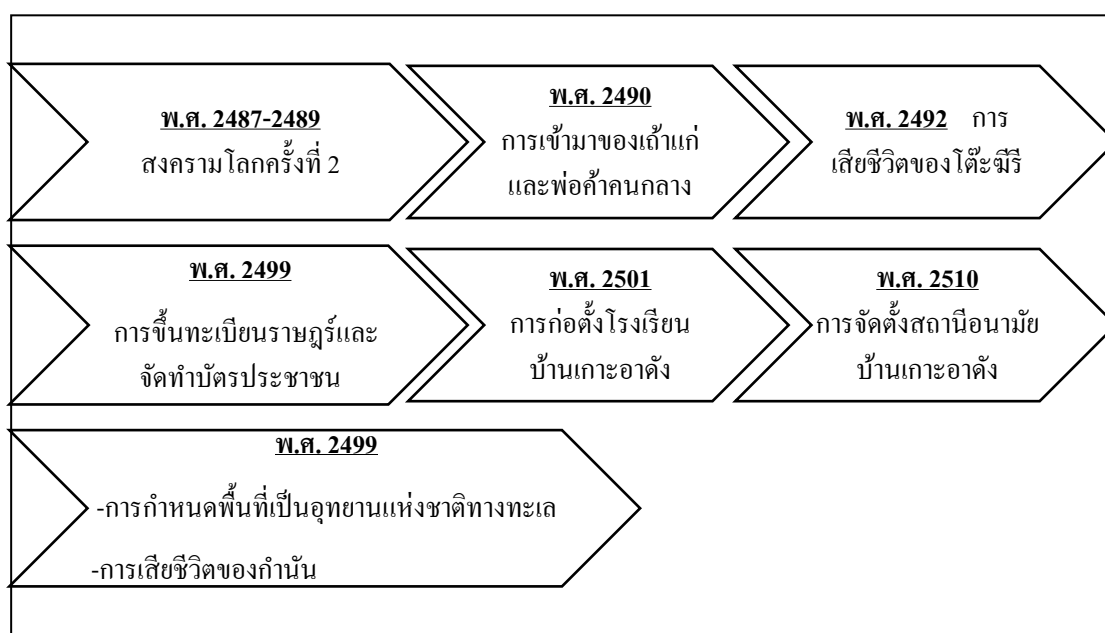 พ.ศ. 2487-2489
สงครามโลกครั้งที่ 2
พ.ศ. 2490
การเข้ามาของเถ้าแก่
และพ่อค้าคนกลาง
พ.ศ. 2492 การ
เสียชีวิตของโต๊ะฆีรี
พ.ศ. 2499
การขึ้นทะเบียนราษฎร์และ
จัดทำบัตรประชาชน
พ.ศ. 2501
การก่อตั้งโรงเรียน
บ้านเกาะอาดัง
พ.ศ. 2510
การจัดตั้งสถานีอนามัย
บ้านเกาะอาดัง
พ.ศ. 2499
-การกำหนดพื้นที่เป็นอุทยานแห่งชาติทางทะเล
-การเสียชีวิตของกำนัน